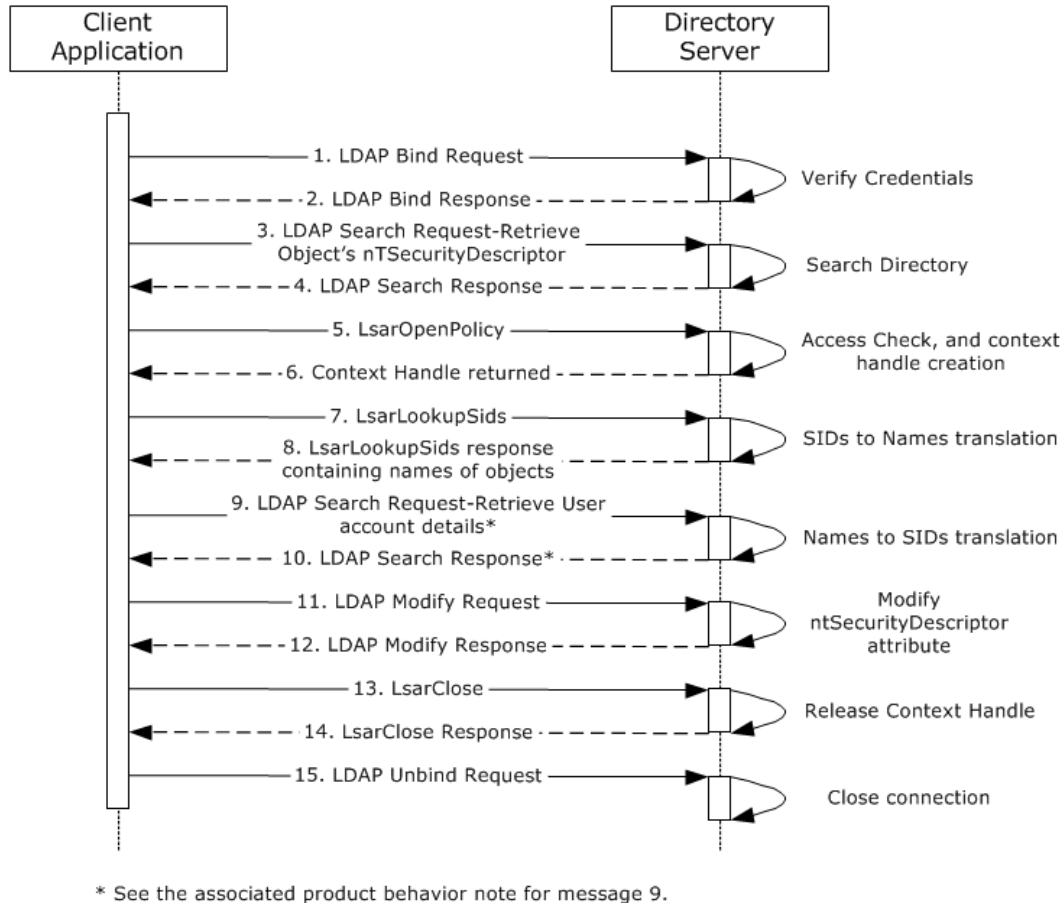 Client
Application
Directory
Server
1. LDAP Bind Request
Verify Credentials
2. LDAP Bind Response
3. LDAP Search Request-Retrieve
Object's nTSecurityDescriptor
Search Directory
4. LDAP Search Response
5. LsarOpenPolicy
Access Check, and context
handle creation
6. Context Handle returned
7. LsarLookupSids
SIDs to Names translation
8. LsarLookupSids response
containing names of objects
9. LDAP Search Request-Retrieve User
account details*
Names to SIDs translation
10. LDAP Search Response*
11. LDAP Modify Request
Modify
ntSecurityDescriptor
attribute
12. LDAP Modify Response
13. LsarClose
Release Context Handle
14. LsarClose Response
15. LDAP Unbind Request
Close connection
* See the associated product behavior note for message 9.